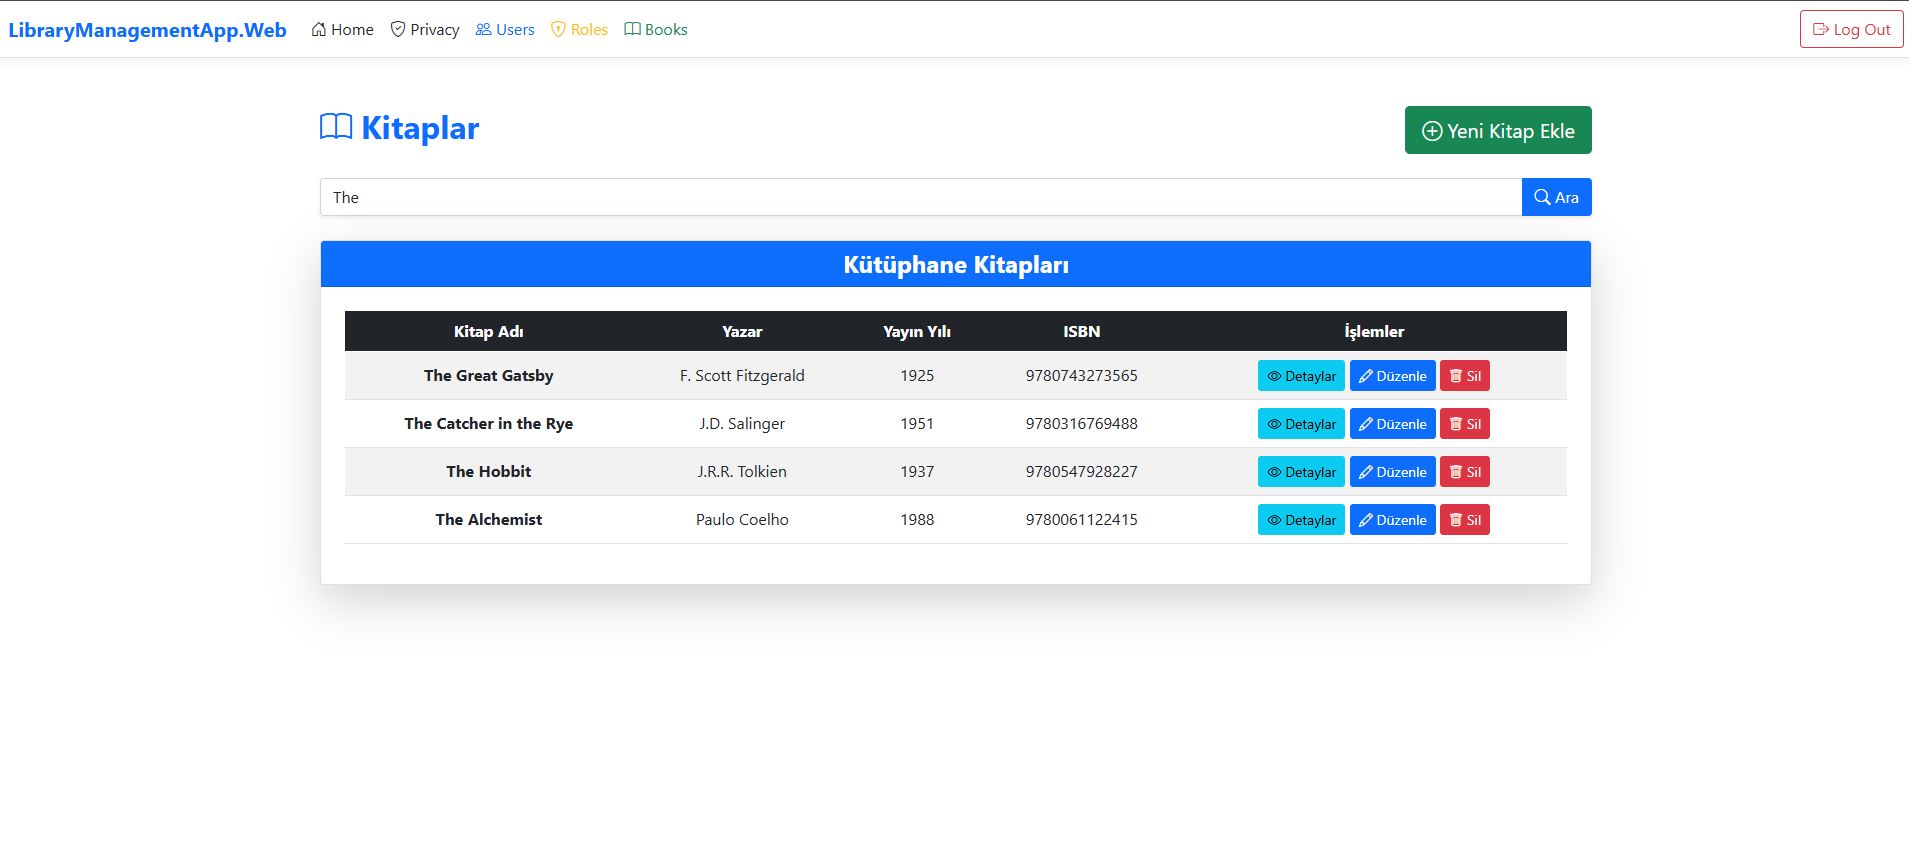 LibraryManagementApp.Web Home Privacy Users Roles Books Log Out
Kitaplar Yeni Kitap Ekle
The Ara
Kütüphane Kitapları
Kitap Adı Yazar Yayın Yılı ISBN İşlemler
The Great Gatsby F. Scott Fitzgerald 1925 9780743273565 Detaylar Düzenle Sil
The Catcher in the Rye J.D. Salinger 1951 9780316769488 Detaylar Düzenle Sil
The Hobbit J.R.R. Tolkien 1937 9780547928227 Detaylar Düzenle Sil
The Alchemist Paulo Coelho 1988 9780061122415 Detaylar Düzenle Sil